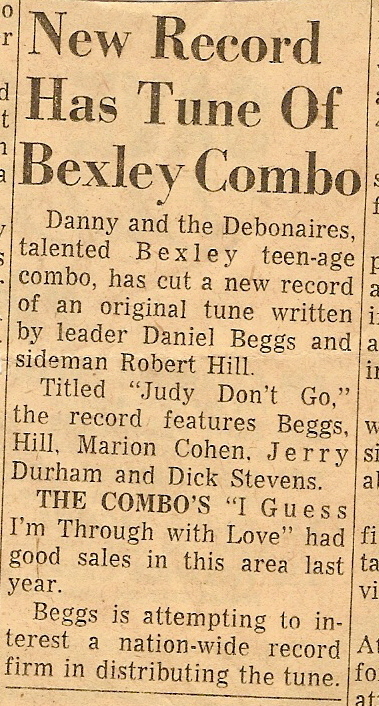 New Record
Has Tune Of
Bexley Combo
Danny and the Debonaires,
talented Bexley teen-age
combo, has cut a new record
of an original tune written
by leader Daniel Beggs and
sideman Robert Hill.
Titled “Judy Don't Go,”
the record features Beggs,
Hill, Marion Cohen, Jerry
Durham and Dick Stevens.
THE COMBO'S “I Guess
I'm Through with Love” had
good sales in this area last
year.
Beggs is attempting to in-
terest a nation-wide record
firm in distributing the tune.